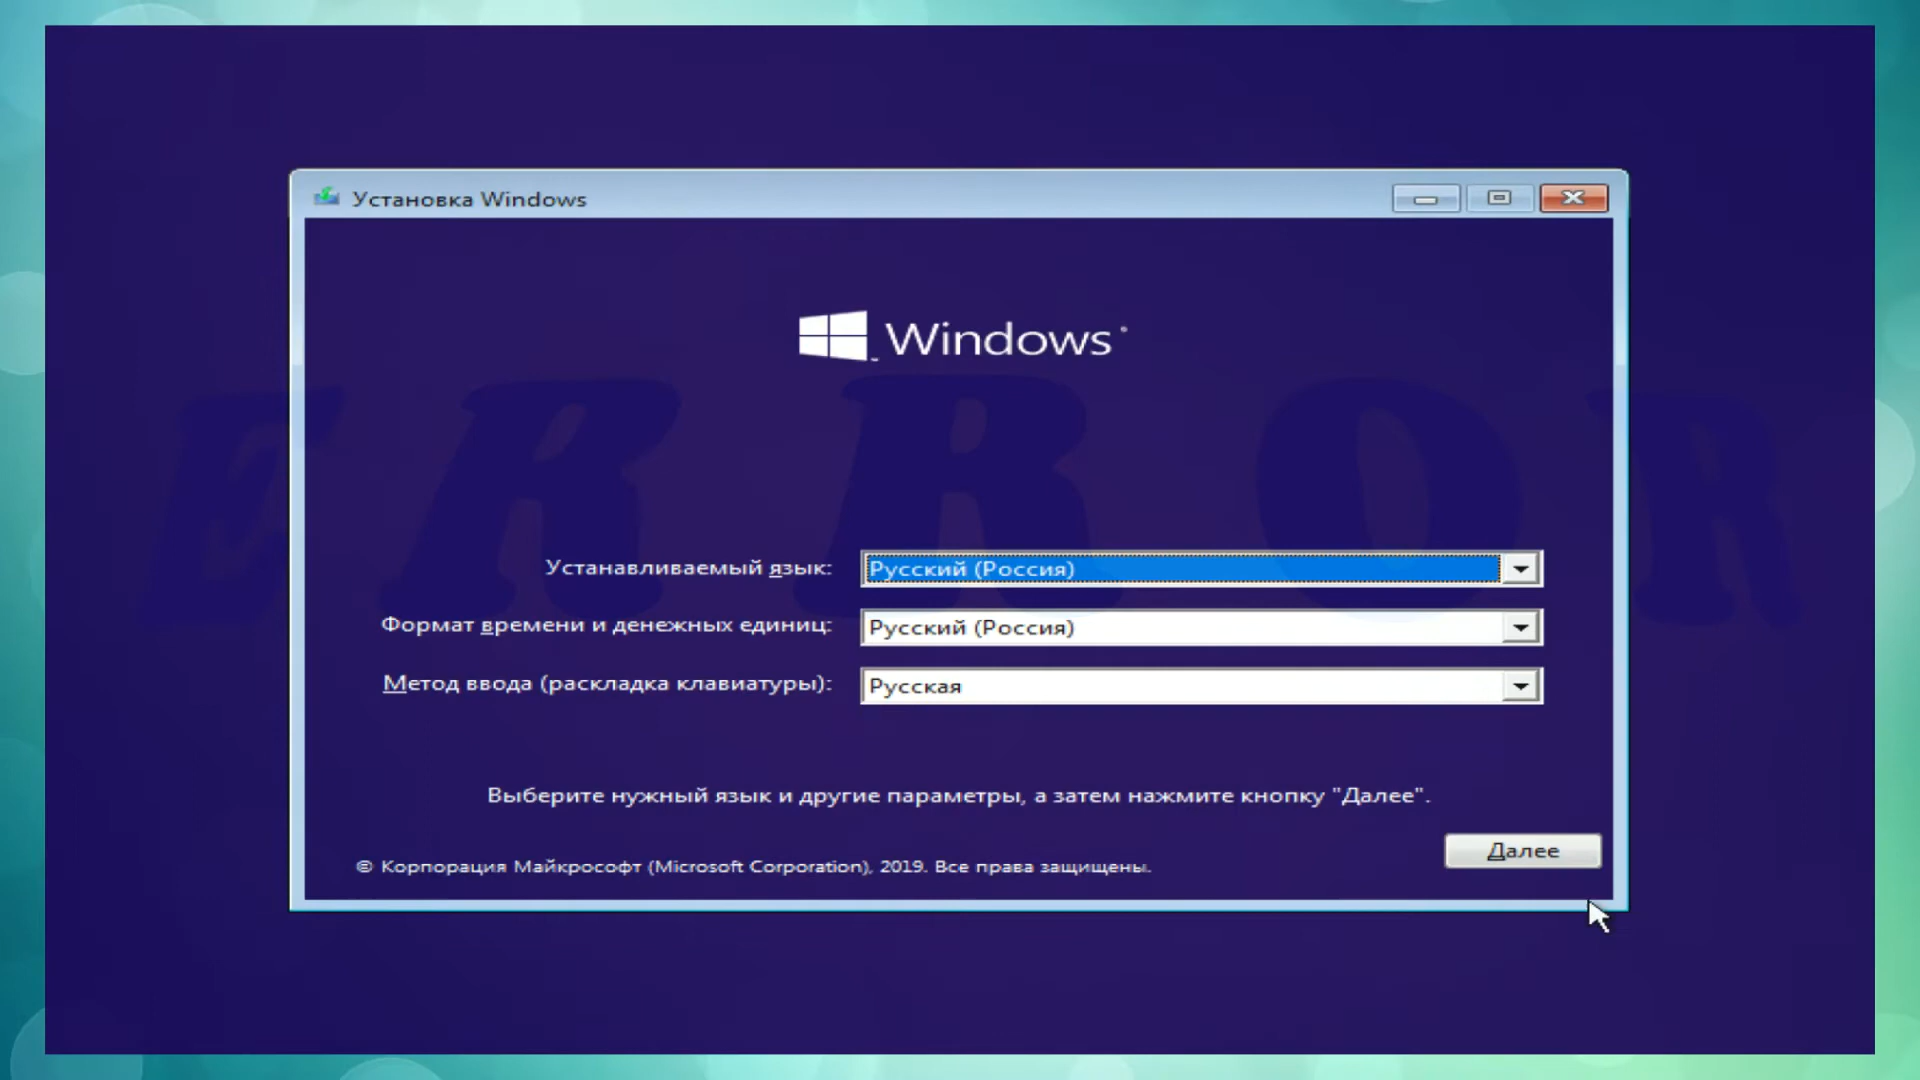 Установка Windows
Windows
ERROR
Устанавливаемый язык: Русский (Россия)
Формат времени и денежных единиц: Русский (Россия)
Метод ввода (раскладка клавиатуры): Русская
Выберите нужный язык и другие параметры, а затем нажмите кнопку "Далее".
Далее
© Корпорация Майкрософт (Microsoft Corporation), 2019. Все права защищены.